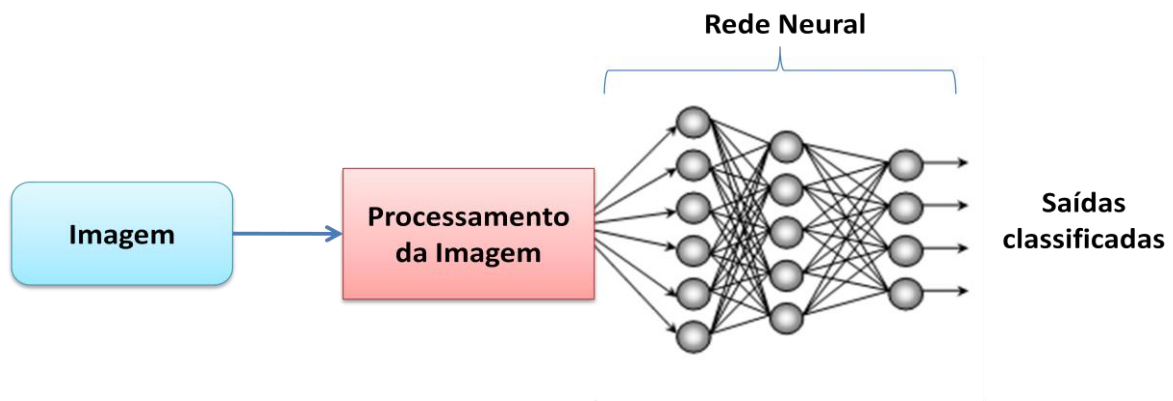 Rede Neural
Imagem
Processamento
da Imagem
Saídas
classificadas